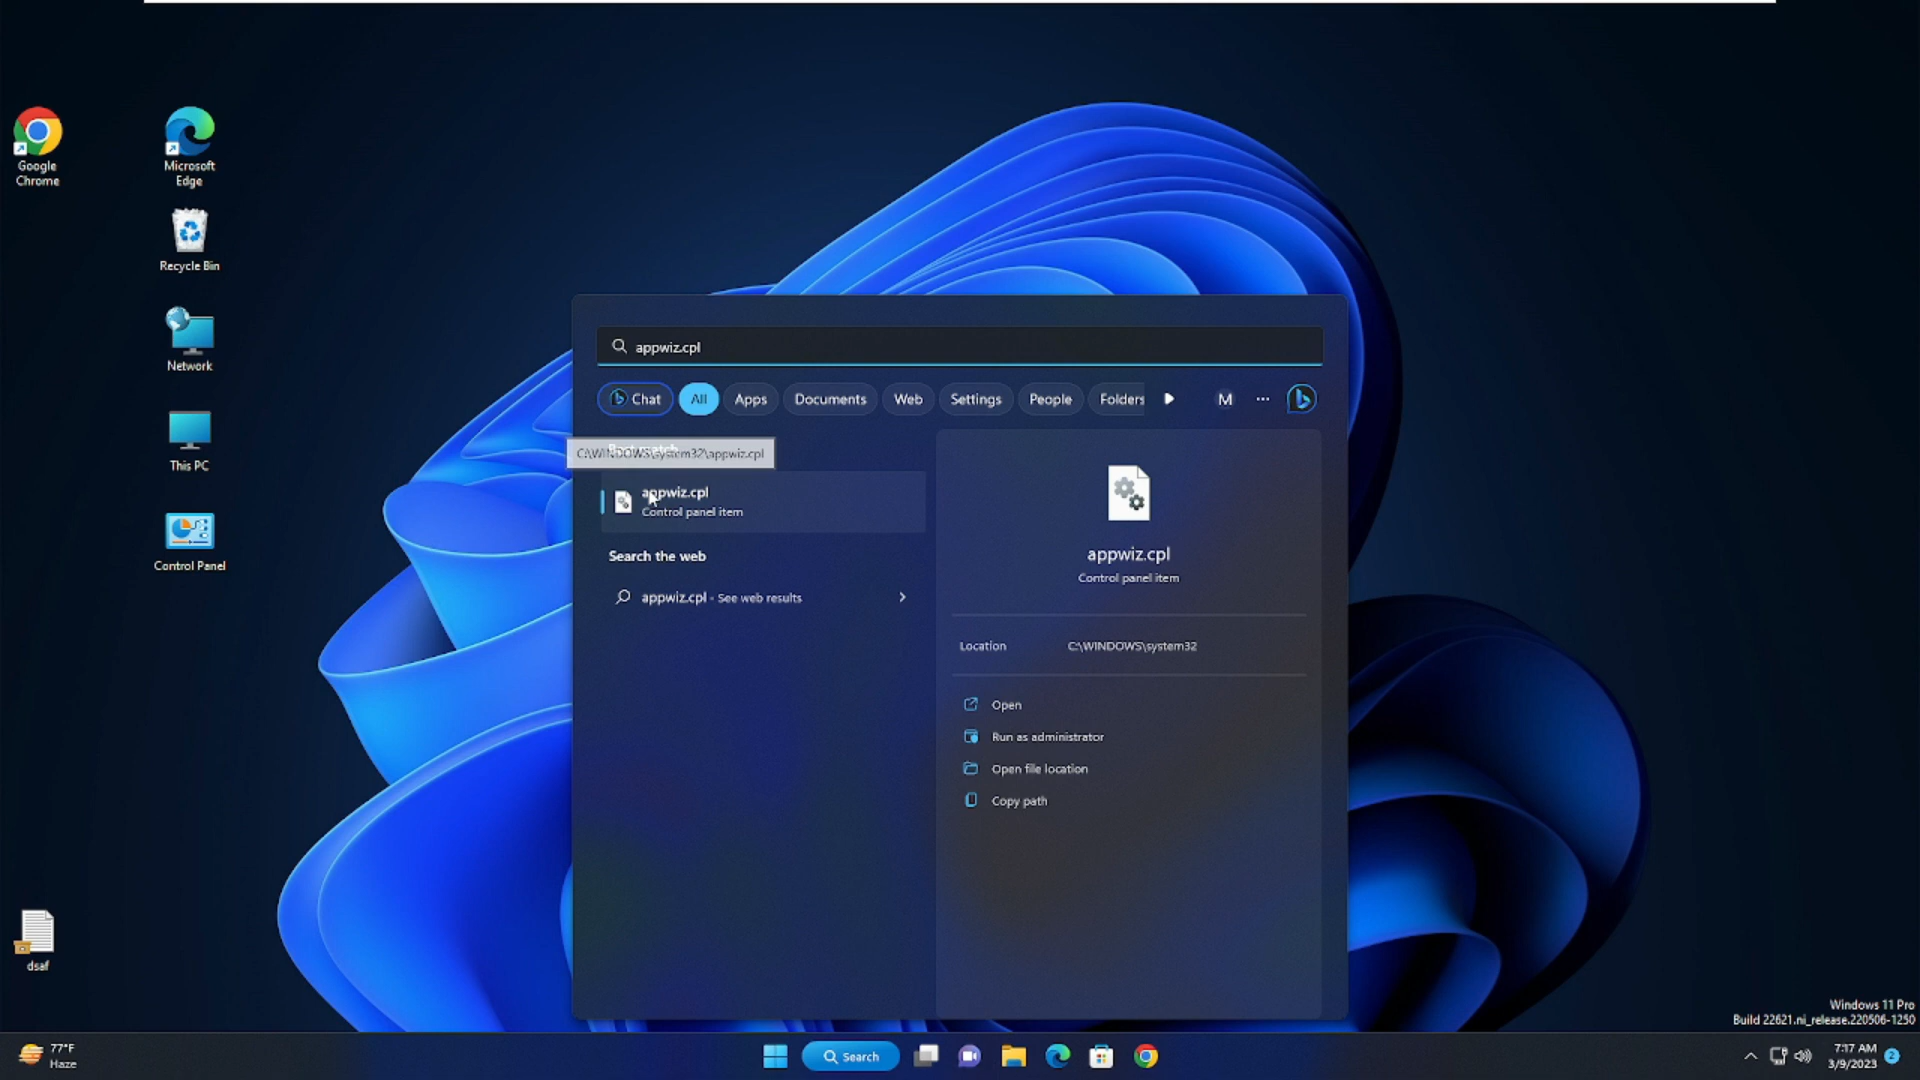 Google
Chrome
Microsoft
Edge
Recycle Bin
Network
This PC
Control Panel
dsaf
appwiz.cpl
Chat
All
Apps
Documents
Web
Settings
People
Folders
M
Best match
C:\WINDOWS\system32\appwiz.cpl
appwiz.cpl
Control panel item
Search the web
appwiz.cpl - See web results
appwiz.cpl
Control panel item
Location C:\WINDOWS\system32
Open
Run as administrator
Open file location
Copy path
Windows 11 Pro
Build 22621.ni_release.220506-1250
77°F
Haze
Search
7:17 AM
3/9/2023
2